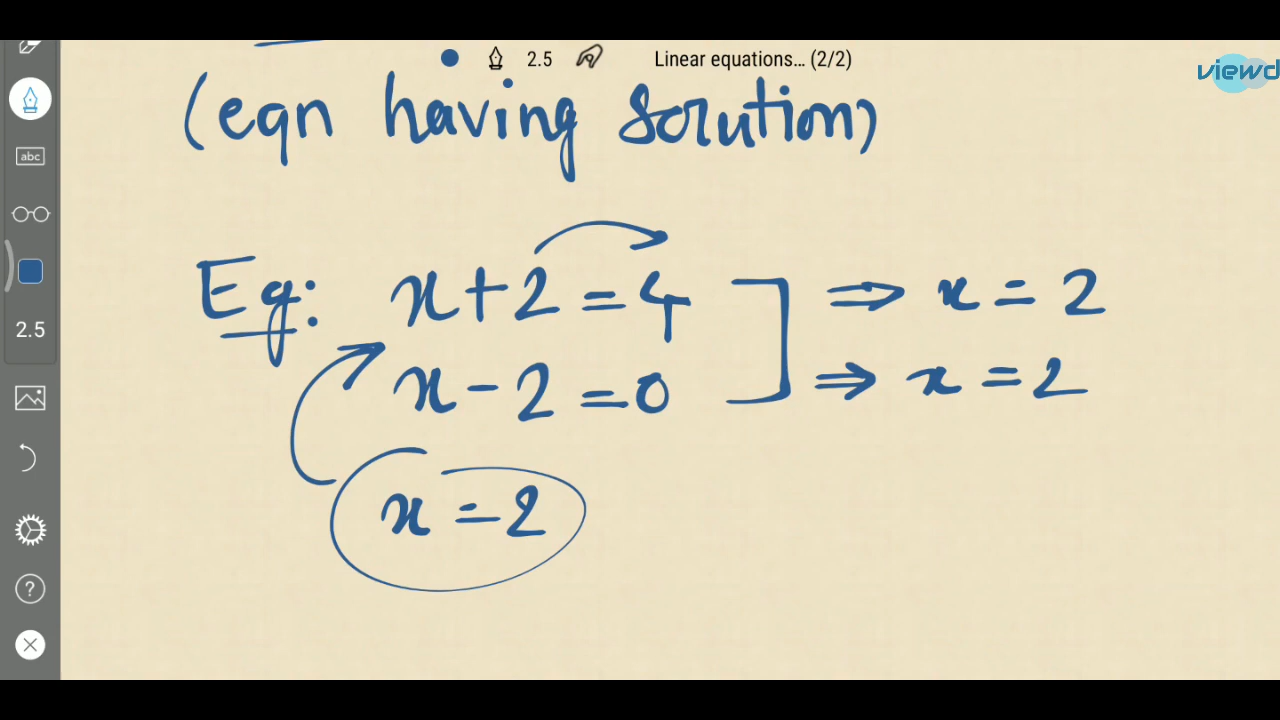 2.5 Linear equations... (2/2)
viewd
(eqn having solution)
abc
Eg: x+2=4 ⇒ x=2
2.5
x-2=0 ⇒ x=2
x=2
?